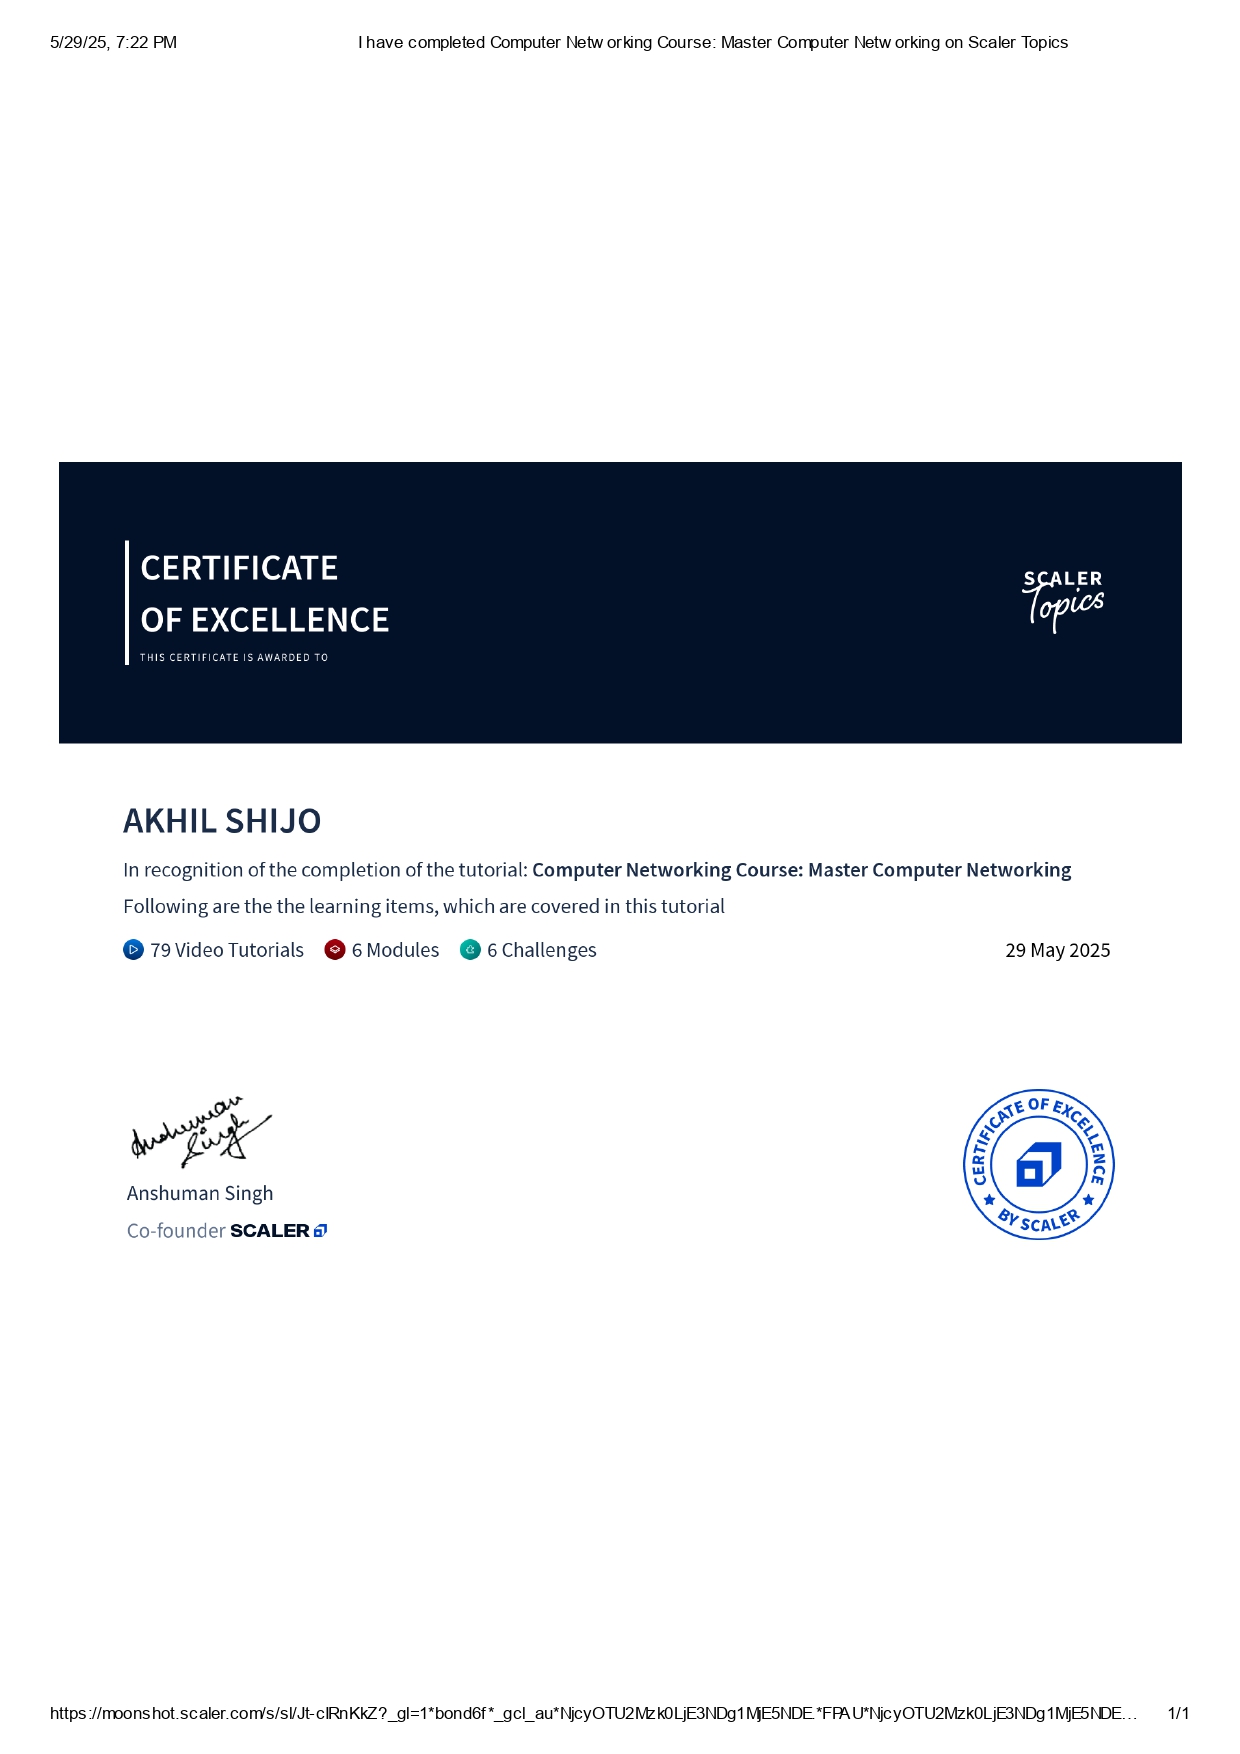 5/29/25, 7:22 PM
I have completed Computer Networking Course: Master Computer Networking on Scaler Topics
CERTIFICATE
OF EXCELLENCE
THIS CERTIFICATE IS AWARDED TO
SCALER
Topics
AKHIL SHIJO
In recognition of the completion of the tutorial: Computer Networking Course: Master Computer Networking
Following are the the learning items, which are covered in this tutorial
79 Video Tutorials 6 Modules 6 Challenges
29 May 2025
Anshuman
Singh
Anshuman Singh
Co-founder SCALER
CERTIFICATE OF EXCELLENCE
BY SCALER
https://moonshot.scaler.com/s/sl/Jt-cIRnKkZ?_gl=1*bond6f*_gcl_au*NjcyOTU2Mzk0LjE3NDg1MjE5NDE.*FPAU*NjcyOTU2Mzk0LjE3NDg1MjE5NDE…
1/1